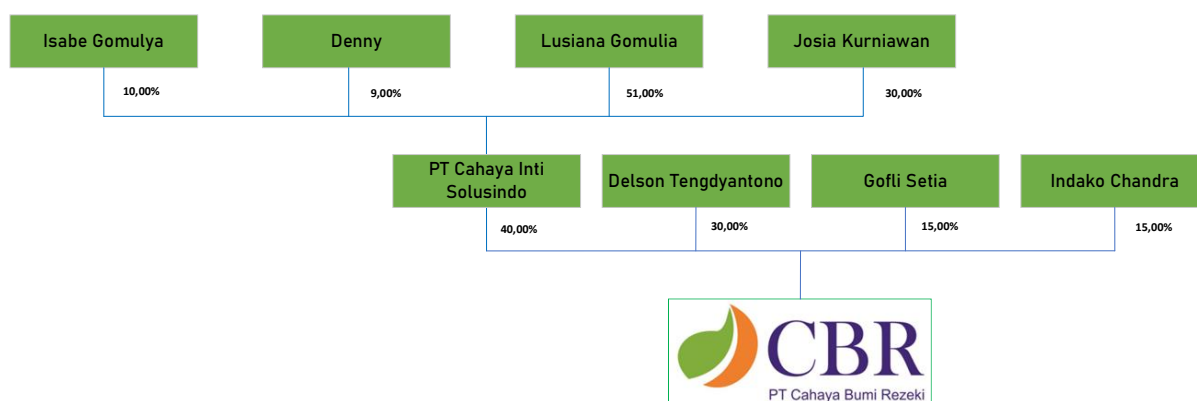 Isabe Gomulya
Denny
Lusiana Gomulia
Josia Kurniawan
10,00%
9,00%
51,00%
30,00%
PT Cahaya Inti
Solusindo
Delson Tengdyantono
Gofli Setia
Indako Chandra
40,00%
30,00%
15,00%
15,00%
CBR
PT Cahaya Bumi Rezeki